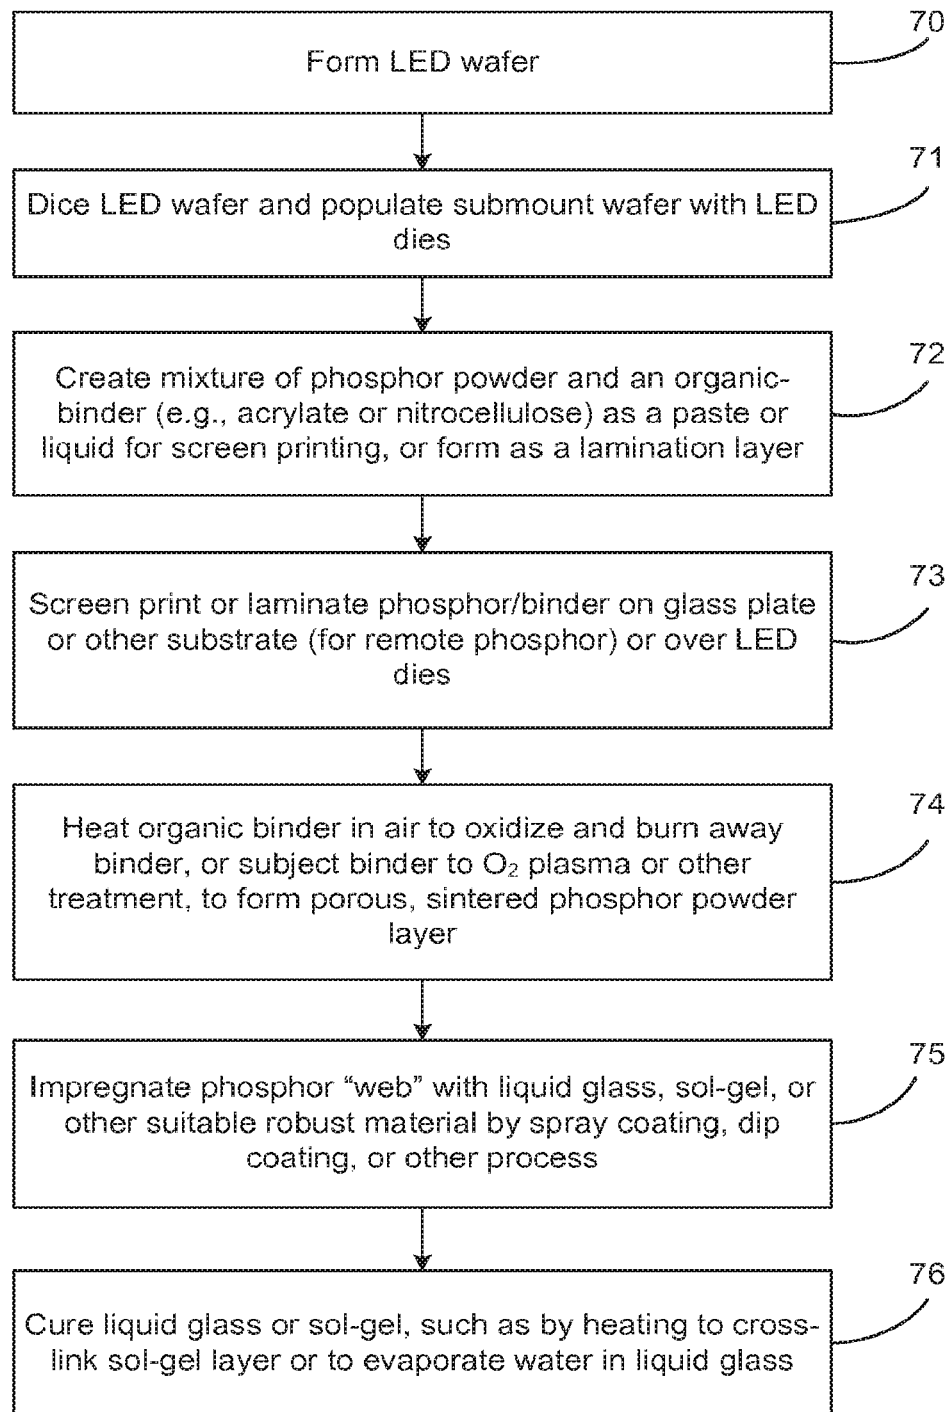 70
Form LED wafer
71
Dice LED wafer and populate submount wafer with LED
dies
72
Create mixture of phosphor powder and an organic-
binder (e.g., acrylate or nitrocellulose) as a paste or
liquid for screen printing, or form as a lamination layer
73
Screen print or laminate phosphor/binder on glass plate
or other substrate (for remote phosphor) or over LED
dies
74
Heat organic binder in air to oxidize and burn away
binder, or subject binder to O₂ plasma or other
treatment, to form porous, sintered phosphor powder
layer
75
Impregnate phosphor “web” with liquid glass, sol-gel, or
other suitable robust material by spray coating, dip
coating, or other process
76
Cure liquid glass or sol-gel, such as by heating to cross-
link sol-gel layer or to evaporate water in liquid glass